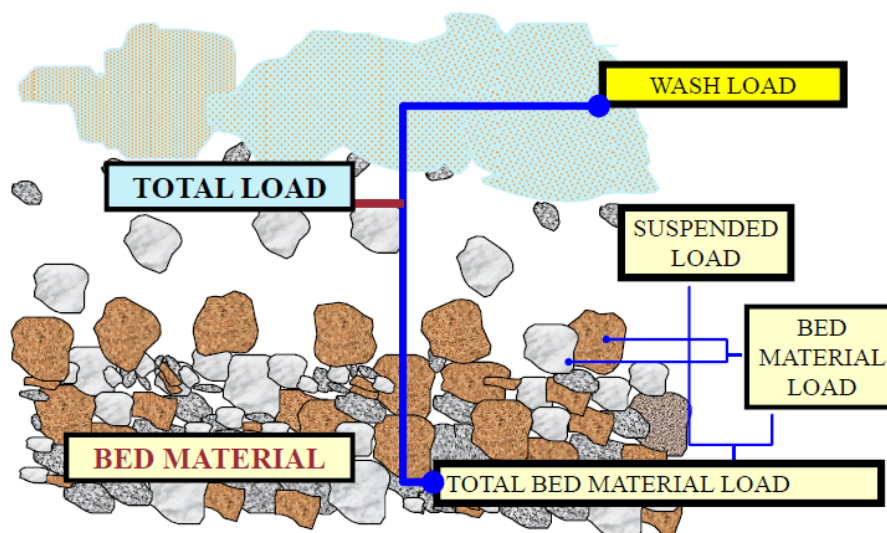 WASH LOAD
TOTAL LOAD
SUSPENDED
LOAD
BED
MATERIAL
LOAD
BED MATERIAL
TOTAL BED MATERIAL LOAD